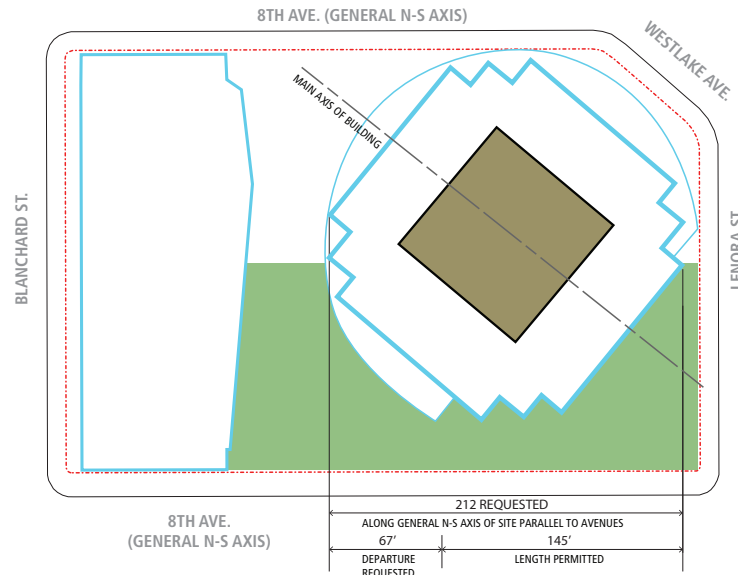 8TH AVE. (GENERAL N-S AXIS)
WESTLAKE AVE.
MAIN AXIS OF BUILDING
BLANCHARD ST.
LENORA ST.
212 REQUESTED
8TH AVE.
(GENERAL N-S AXIS)
ALONG GENERAL N-S AXIS OF SITE PARALLEL TO AVENUES
67’ 145’
DEPARTURE LENGTH PERMITTED
REQUESTED